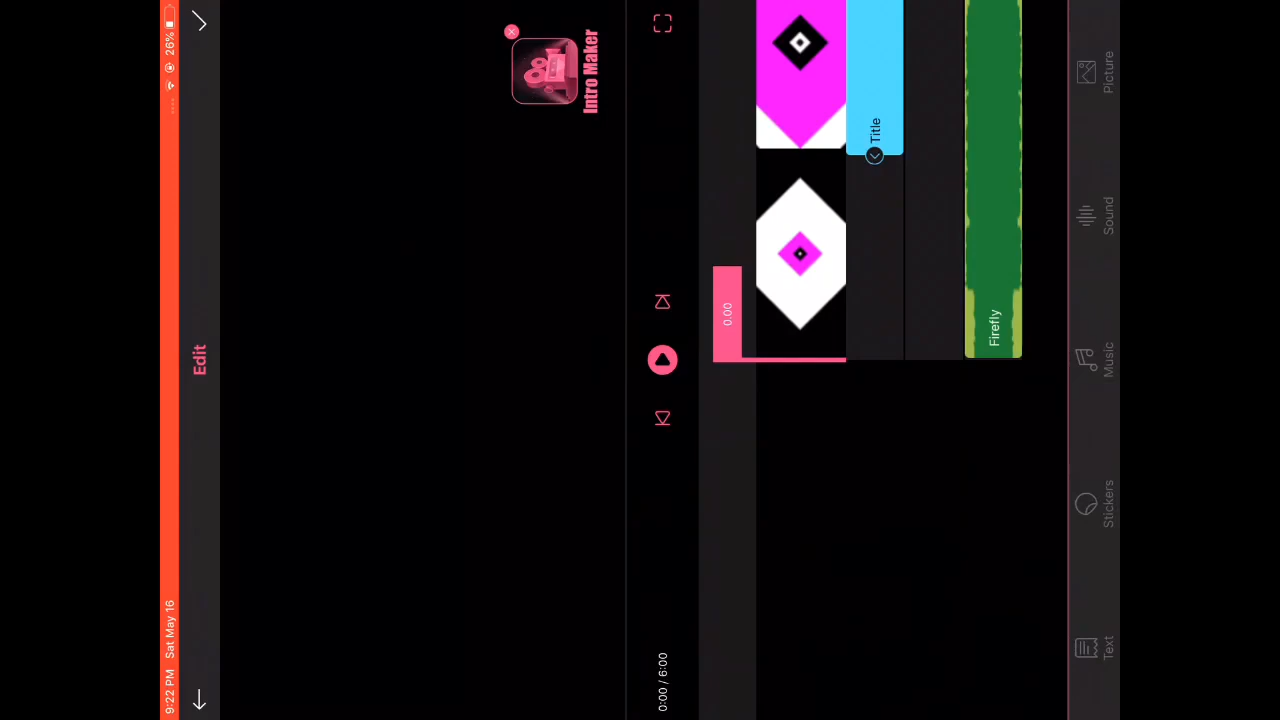 9:22 PM Sat May 16
26%
Edit
Intro Maker
0:00 / 6:00
0.00
Title
Firefly
Text
Stickers
Music
Sound
Picture